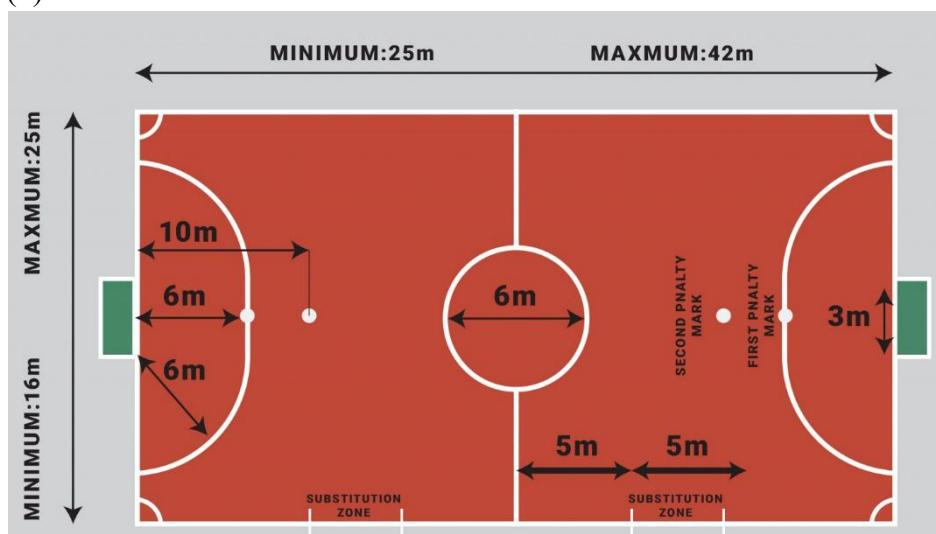 MINIMUM:25m MAXMUM:42m
MAXMUM:25m
MINIMUM:16m
10m
6m
6m
6m
SECOND PNALTY
MARK
FIRST PNALTY
MARK
3m
5m 5m
SUBSTITUTION
ZONE
SUBSTITUTION
ZONE